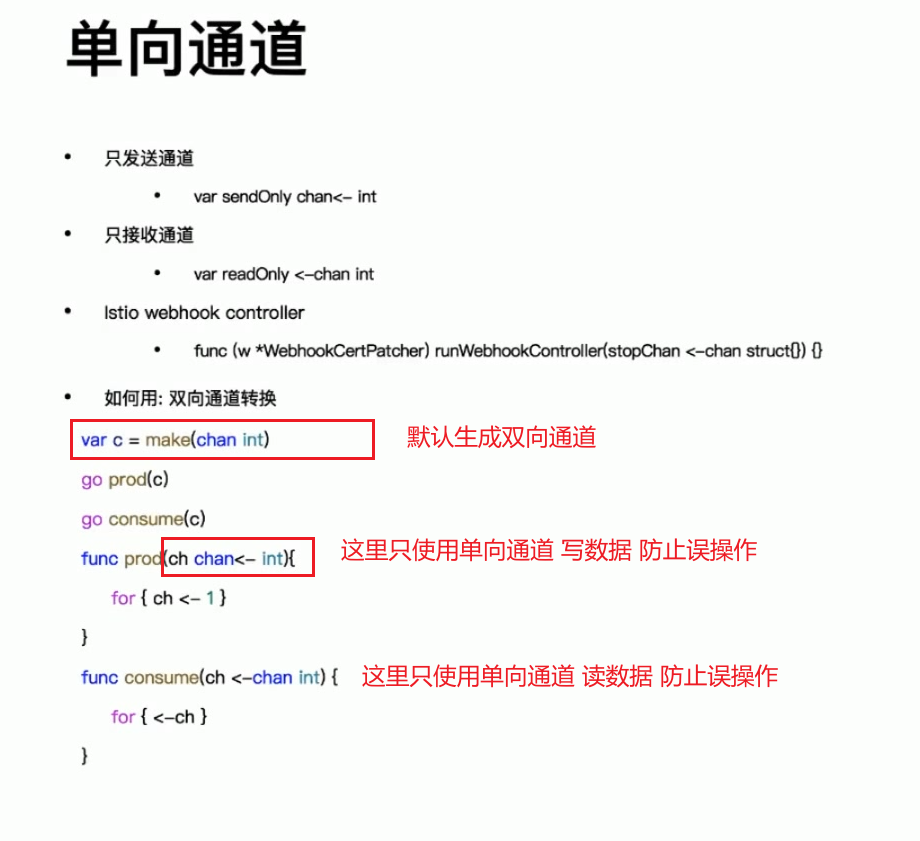 单向通道
• 只发送通道
• var sendOnly chan<- int
• 只接收通道
• var readOnly <-chan int
• Istio webhook controller
• func (w *WebhookCertPatcher) runWebhookController(stopChan <-chan struct{}) {}
• 如何用: 双向通道转换
var c = make(chan int) 默认生成双向通道
go prod(c)
go consume(c)
func prod(ch chan<- int){ 这里只使用单向通道 写数据 防止误操作
for { ch <- 1 }
}
func consume(ch <-chan int) { 这里只使用单向通道 读数据 防止误操作
for { <-ch }
}